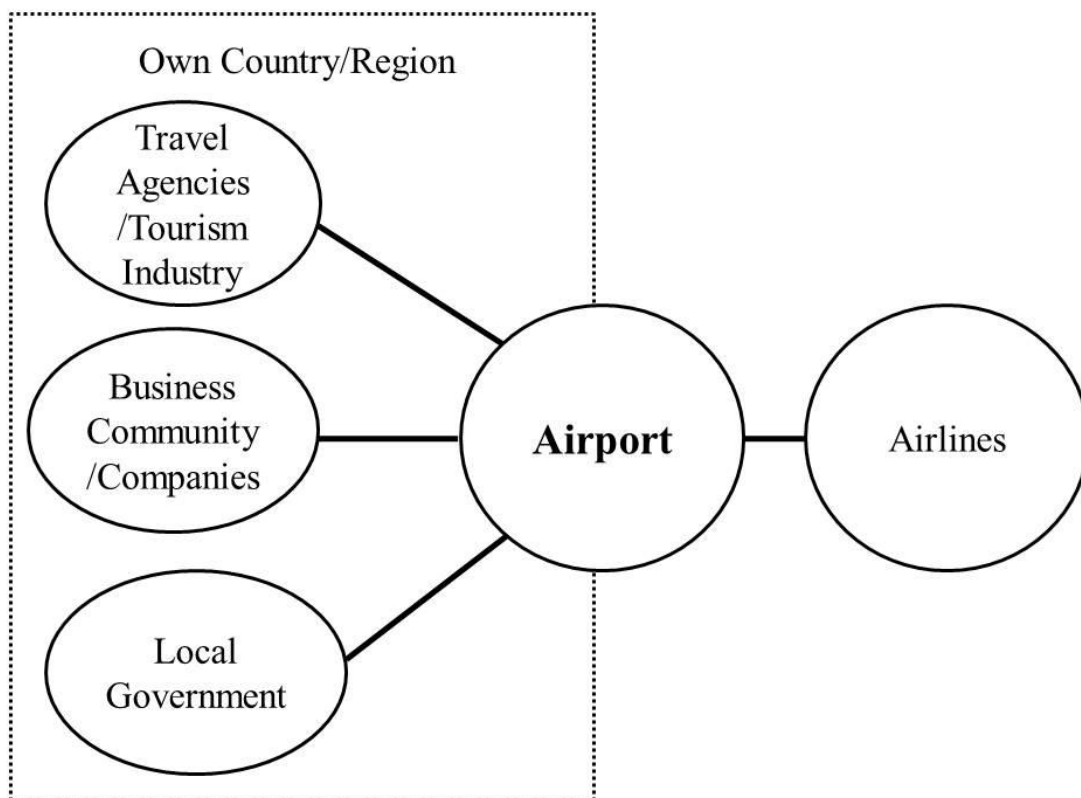 Own Country/Region
Travel
Agencies
/Tourism
Industry
Business
Community
/Companies
Local
Government
Airport
Airlines